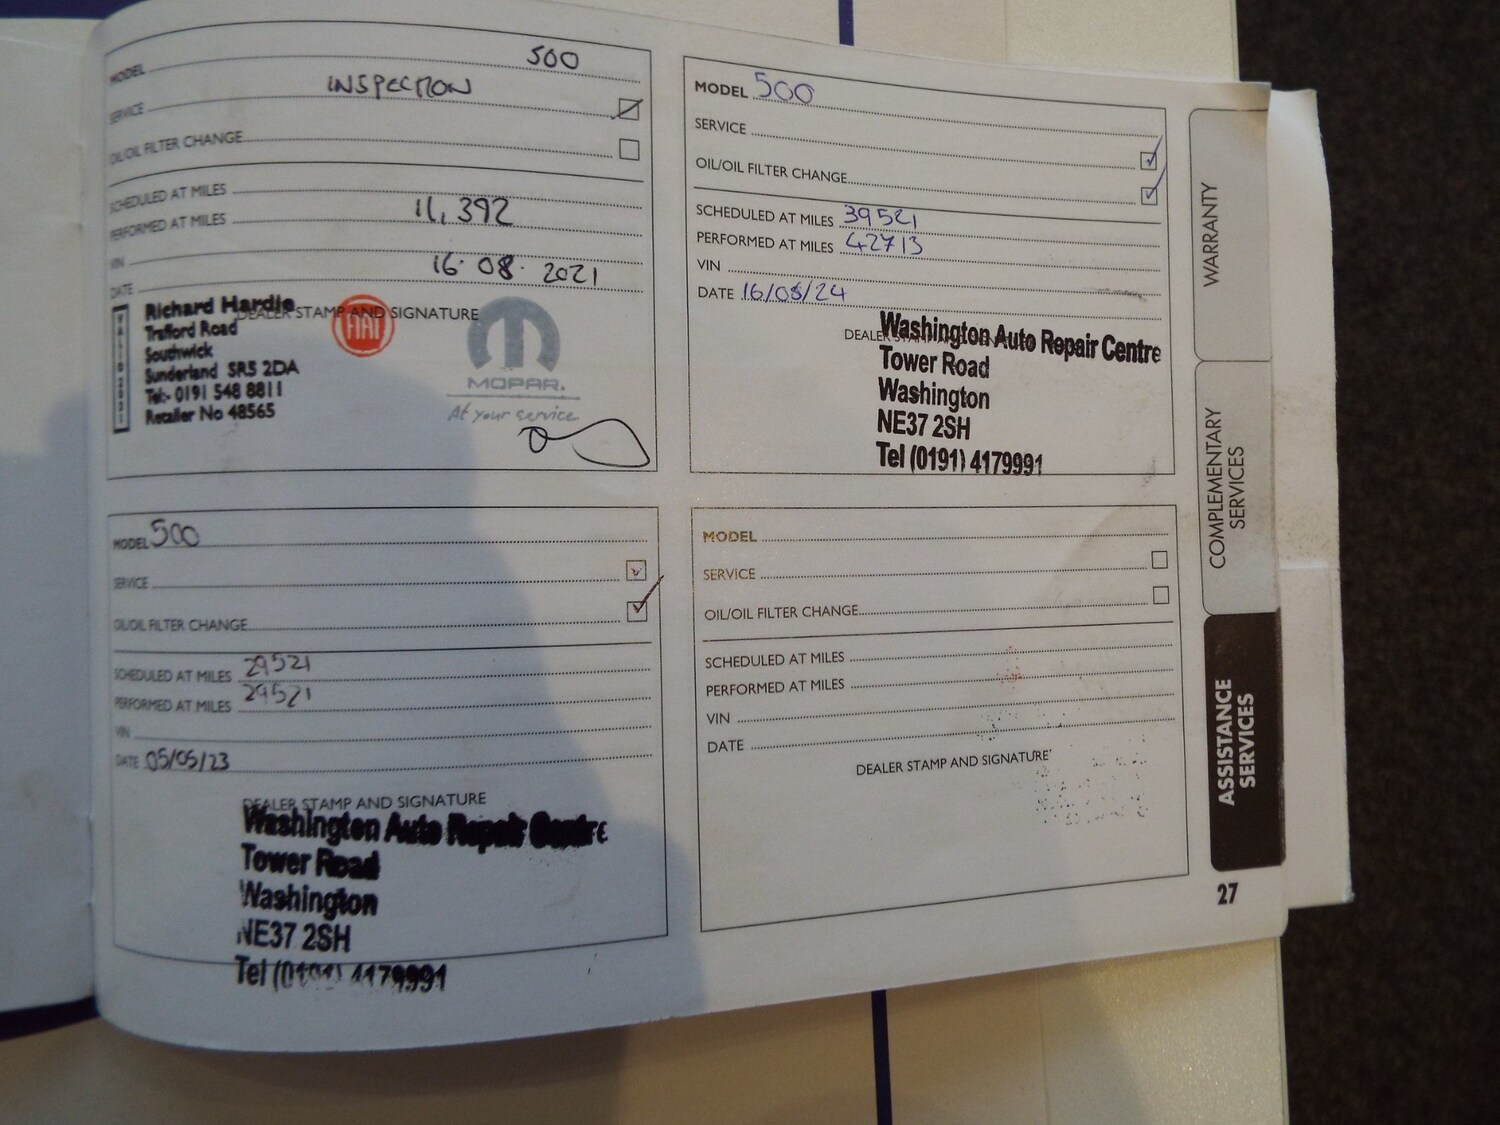 MODEL 500
INSPECTION
SERVICE
OIL/OIL FILTER CHANGE
SCHEDULED AT MILES
PERFORMED AT MILES 11,392
VIN
DATE 16.08.2021
DEALER STAMP AND SIGNATURE
Richard Hardie
Trafford Road
Southwick
Sunderland SR5 2DA
Tel:- 0191 548 8811
Retailer No 48565
FIAT
MOPAR.
At your service
MODEL 500
SERVICE
OIL/OIL FILTER CHANGE
SCHEDULED AT MILES 39521
PERFORMED AT MILES 42713
VIN
DATE 16/05/24
DEALER
Washington Auto Repair Centre
Tower Road
Washington
NE37 2SH
Tel (0191) 4179991
MODEL 500
SERVICE
OIL/OIL FILTER CHANGE
SCHEDULED AT MILES 29521
PERFORMED AT MILES 29521
VIN
DATE 05/05/23
DEALER STAMP AND SIGNATURE
Washington Auto Repair Centre
Tower Road
Washington
NE37 2SH
Tel (0191) 4179991
MODEL
SERVICE
OIL/OIL FILTER CHANGE
SCHEDULED AT MILES
PERFORMED AT MILES
VIN
DATE
DEALER STAMP AND SIGNATURE
WARRANTY
COMPLEMENTARY
SERVICES
ASSISTANCE
SERVICES
27